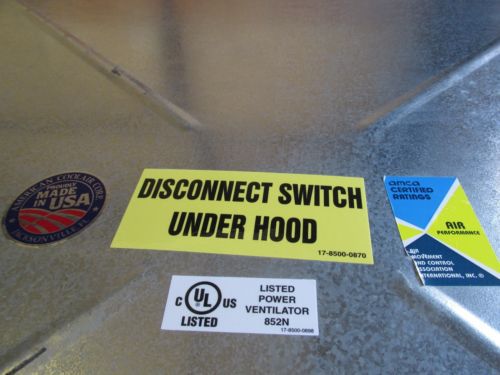 AMERICAN COOLAIR CORP.
PROUDLY
MADE
IN
USA
JACKSONVILLE, FL
DISCONNECT SWITCH
UNDER HOOD
17-8500-0870
C UL US
LISTED
LISTED
POWER
VENTILATOR
852N
17-8500-0898
amca
CERTIFIED
RATINGS
AIR
PERFORMANCE
AIR
MOVEMENT
AND CONTROL
ASSOCIATION
INTERNATIONAL, INC. ®